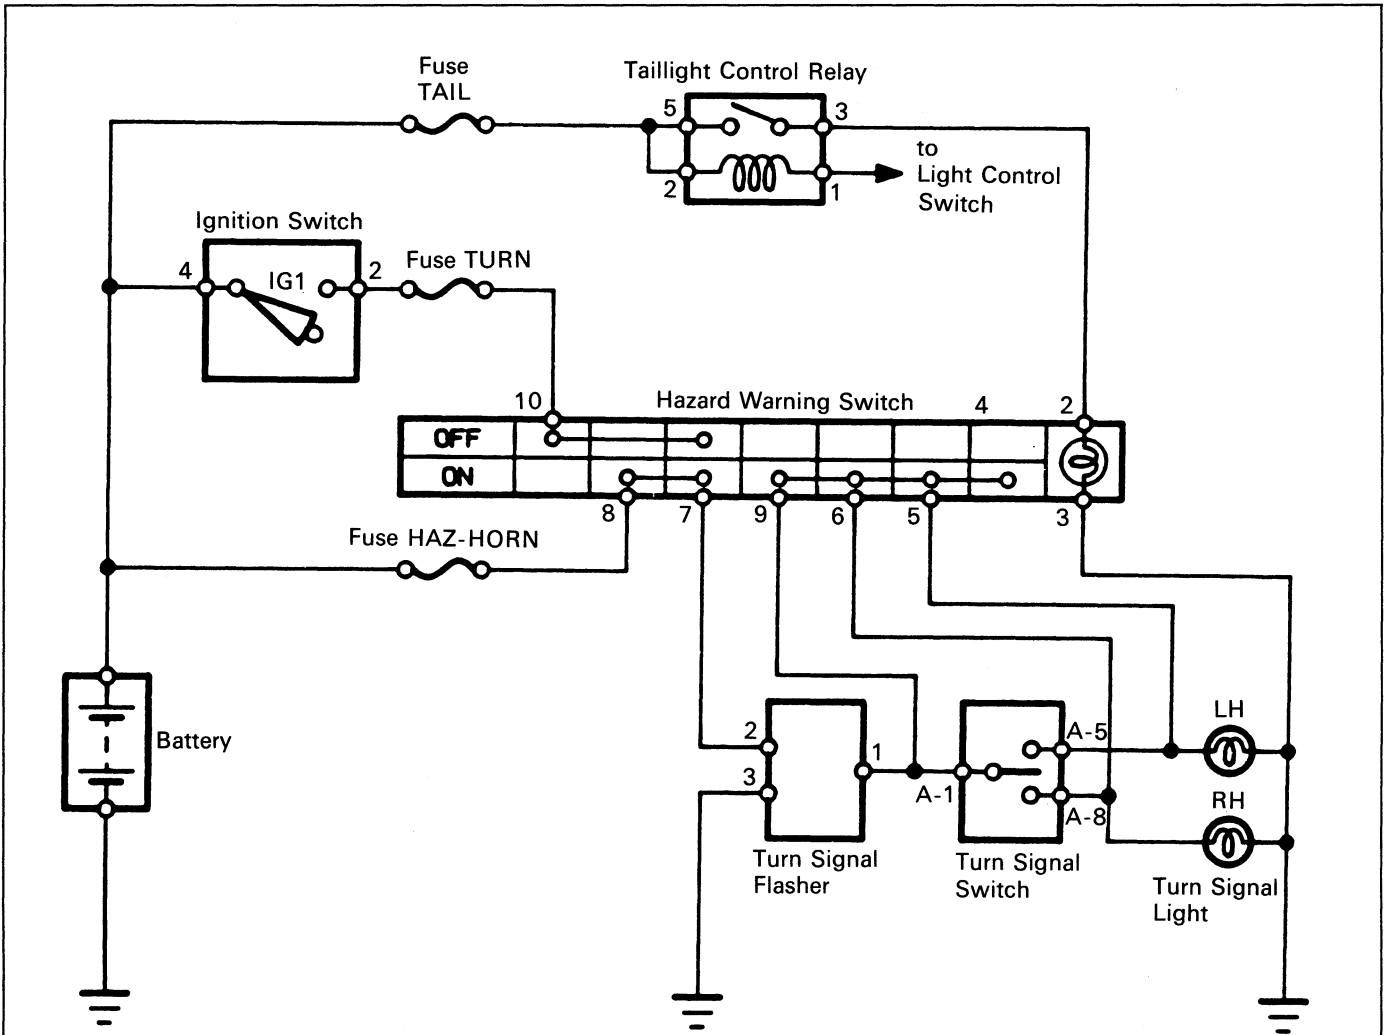 Fuse
TAIL
Taillight Control Relay
5
3
2
1
to
Light Control
Switch
Ignition Switch
4
IG1
2
Fuse TURN
10
Hazard Warning Switch
4
2
OFF
ON
8
7
9
6
5
3
Fuse HAZ-HORN
Battery
2
3
1
A-1
A-5
A-8
LH
RH
Turn Signal
Flasher
Turn Signal
Switch
Turn Signal
Light